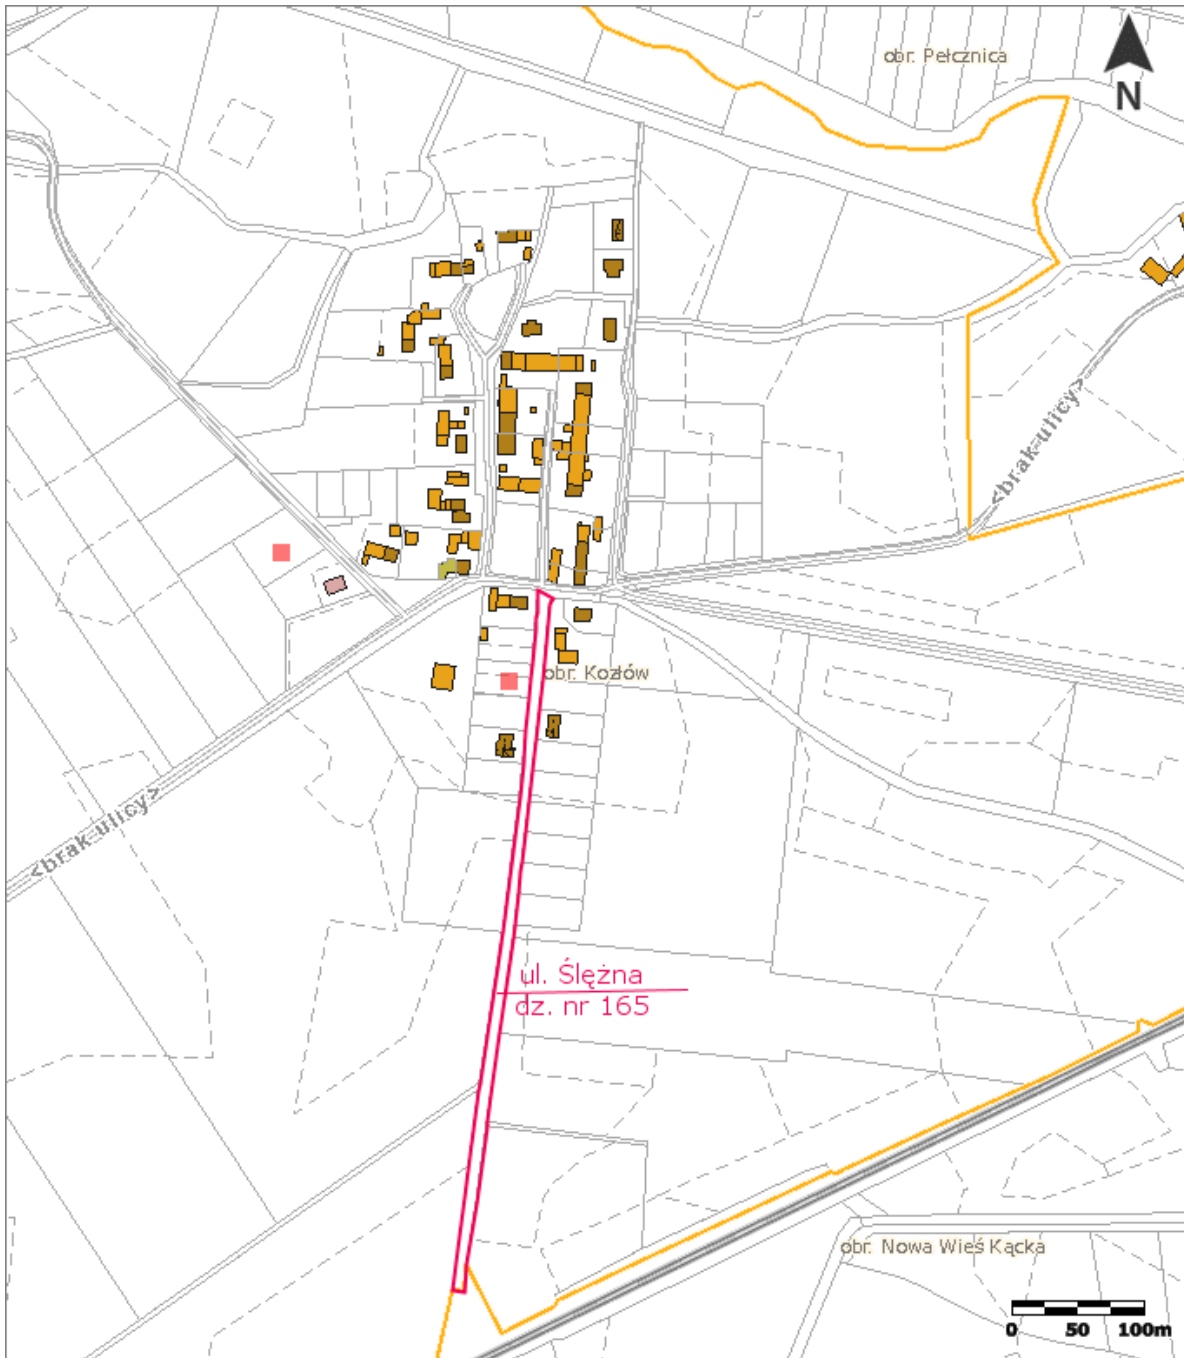 obr. Pełcznica
N
<brak ulicy>
obr. Kozłów
<brak ulicy>
ul. Ślężna
dz. nr 165
obr. Nowa Wieś Kącka
0 50 100m